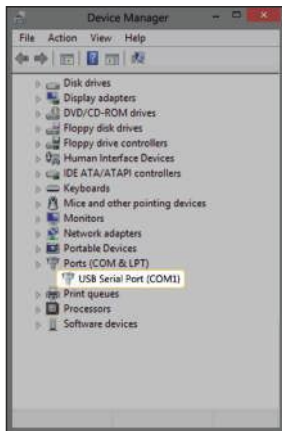 Device Manager
File Action View Help
Disk drives
Display adapters
DVD/CD-ROM drives
Floppy disk drives
Floppy drive controllers
Human Interface Devices
IDE ATA/ATAPI controllers
Keyboards
Mice and other pointing devices
Monitors
Network adapters
Portable Devices
Ports (COM & LPT)
USB Serial Port (COM1)
Print queues
Processors
Software devices